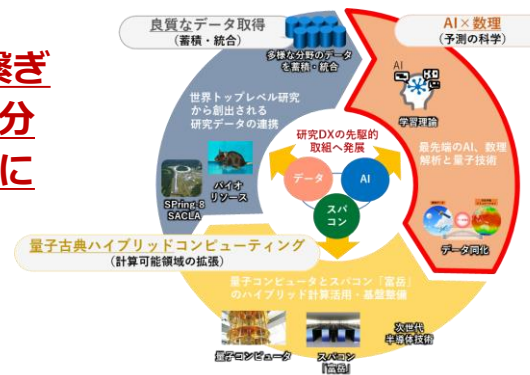 繋ぎ
分
に
良質なデータ取得
(蓄積・統合)
多様な分野のデータ
を蓄積・統合
世界トップレベル研究
から創出される
研究データの連携
SPring-8
SACLA
バイオ
リソース
AI×数理
(予測の科学)
AI
学習理論
最先端のAI、数理
解析と量子技術
データ同化
研究DXの先駆的
取組へ発展
データ
AI
スパ
コン
量子古典ハイブリッドコンピューティング
(計算可能領域の拡張)
量子コンピュータとスパコン「富岳」
のハイブリッド計算活用・基盤整備
量子コンピュータ
スパコン
「富岳」
次世代
半導体技術